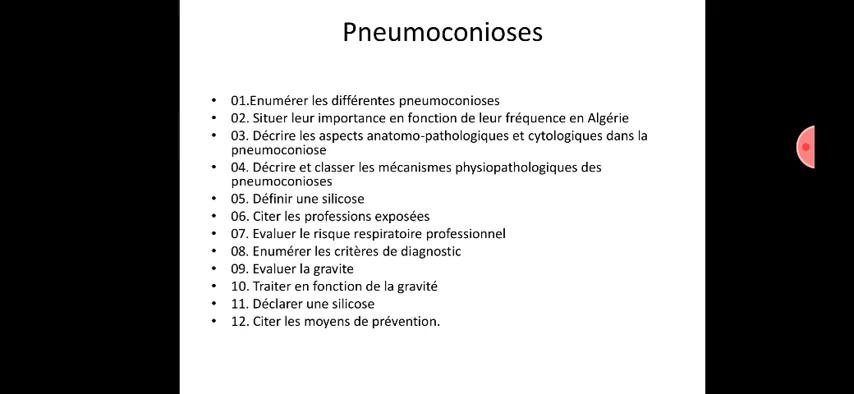 Pneumoconioses
• 01.Enumérer les différentes pneumoconioses
• 02. Situer leur importance en fonction de leur fréquence en Algérie
• 03. Décrire les aspects anatomo-pathologiques et cytologiques dans la
pneumoconiose
• 04. Décrire et classer les mécanismes physiopathologiques des
pneumoconioses
• 05. Définir une silicose
• 06. Citer les professions exposées
• 07. Evaluer le risque respiratoire professionnel
• 08. Enumérer les critères de diagnostic
• 09. Evaluer la gravite
• 10. Traiter en fonction de la gravité
• 11. Déclarer une silicose
• 12. Citer les moyens de prévention.